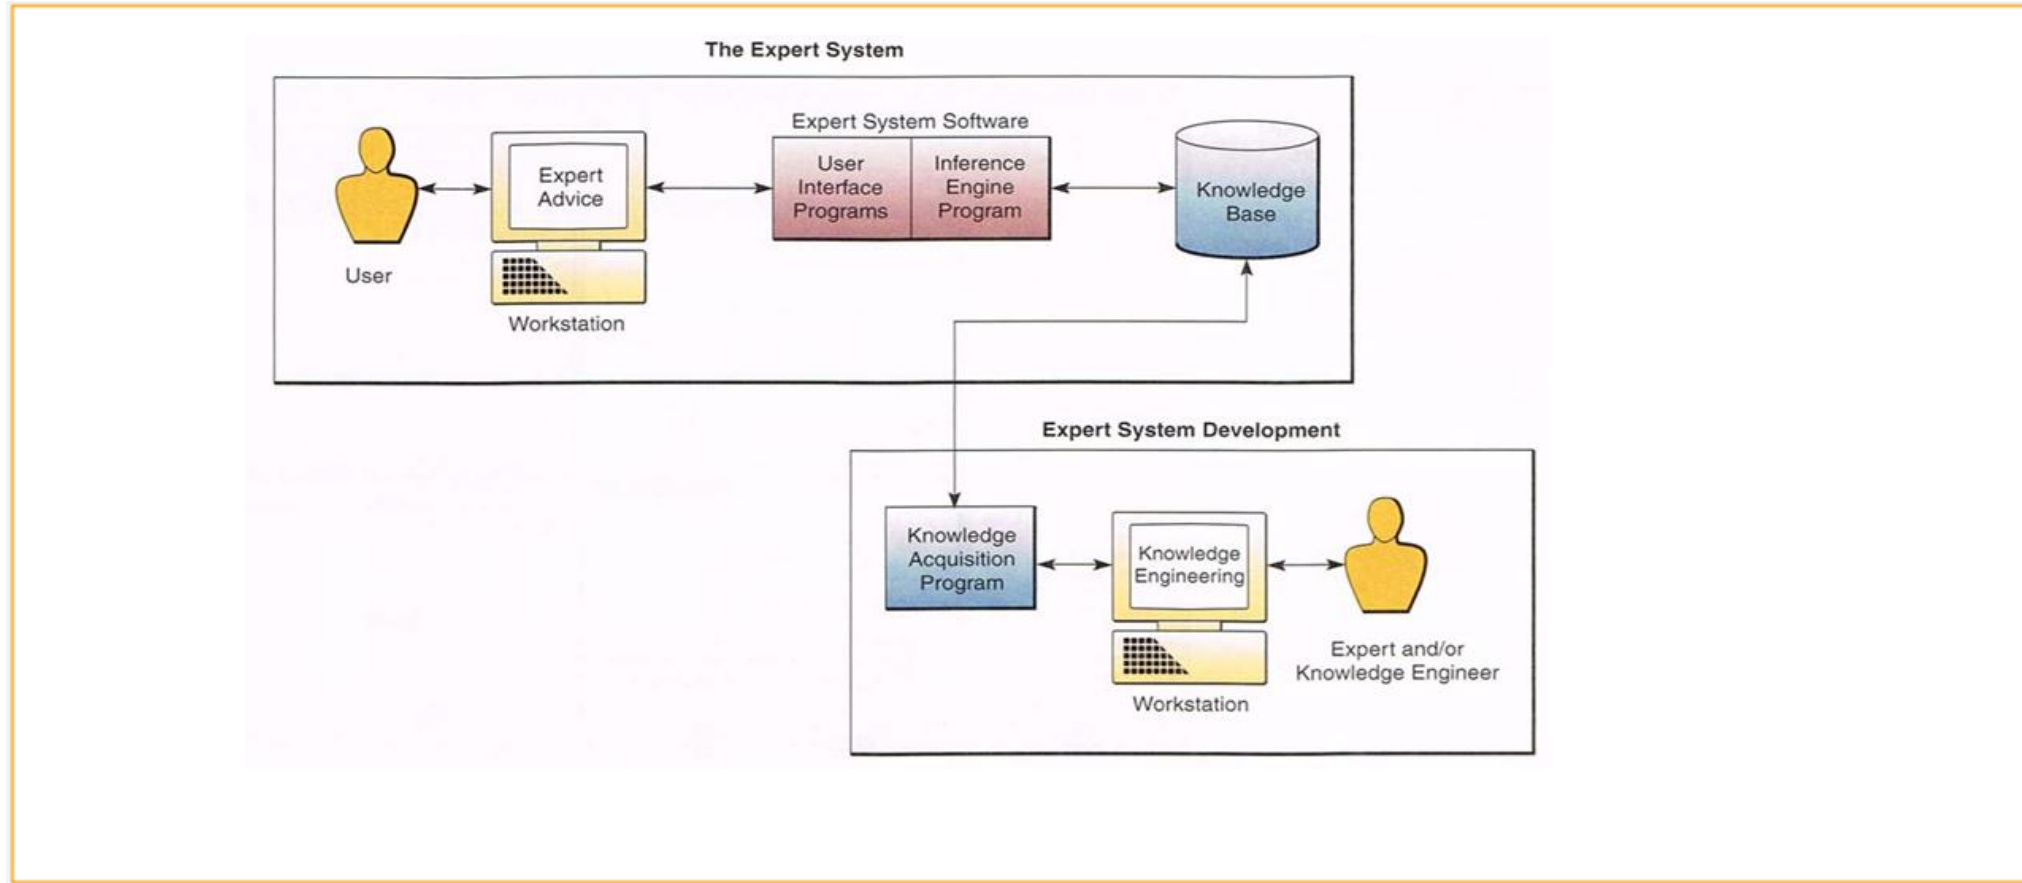 The Expert System
Expert System Software
User
Interface
Programs
Inference
Engine
Program
Expert
Advice
Knowledge
Base
User
Workstation
Expert System Development
Knowledge
Acquisition
Program
Knowledge
Engineering
Expert and/or
Knowledge Engineer
Workstation